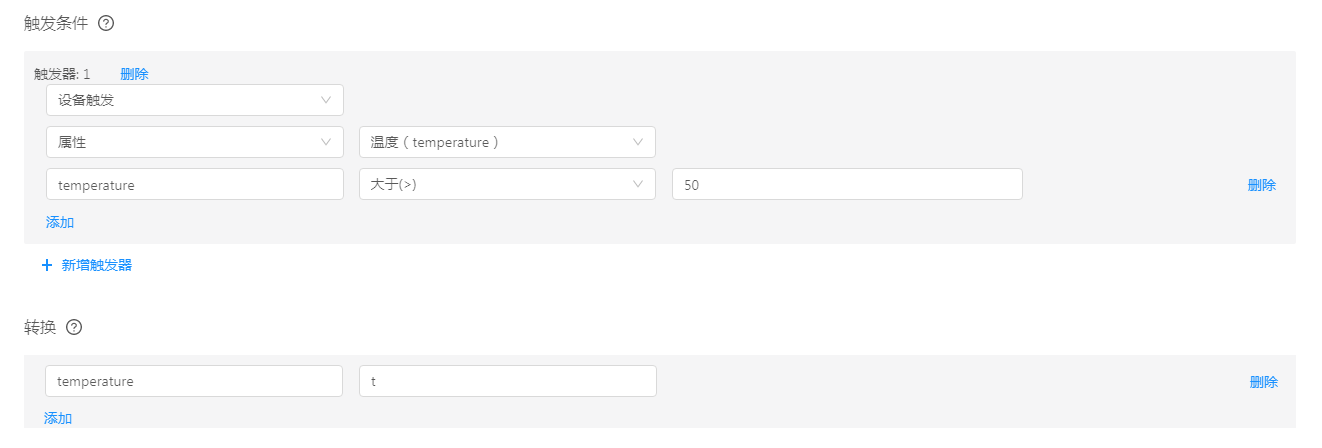 触发条件
触发器: 1 删除
设备触发
属性 温度（temperature）
temperature 大于(>) 50 删除
添加
+ 新增触发器
转换
temperature t 删除
添加